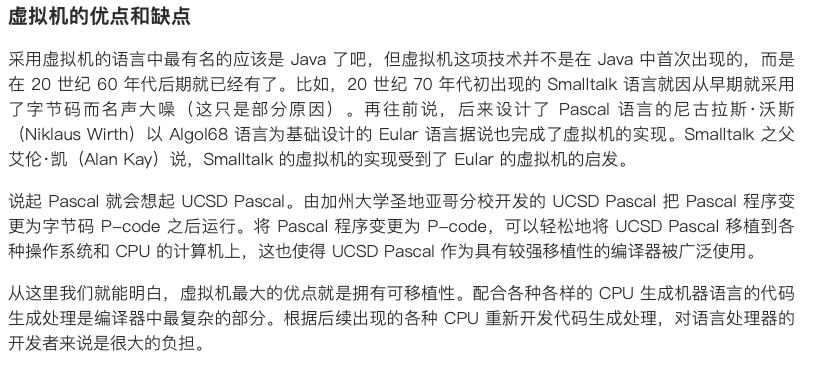 虚拟机的优点和缺点
采用虚拟机的语言中最有名的应该是 Java 了吧，但虚拟机这项技术并不是在 Java 中首次出现的，而是
在 20 世纪 60 年代后期就已经有了。比如，20 世纪 70 年代初出现的 Smalltalk 语言就因从早期就采用
了字节码而名声大噪（这只是部分原因）。再往前说，后来设计了 Pascal 语言的尼古拉斯·沃斯
（Niklaus Wirth）以 Algol68 语言为基础设计的 Eular 语言据说也完成了虚拟机的实现。Smalltalk 之父
艾伦·凯（Alan Kay）说，Smalltalk 的虚拟机的实现受到了 Eular 的虚拟机的启发。
说起 Pascal 就会想起 UCSD Pascal。由加州大学圣地亚哥分校开发的 UCSD Pascal 把 Pascal 程序变
更为字节码 P-code 之后运行。将 Pascal 程序变更为 P-code，可以轻松地将 UCSD Pascal 移植到各
种操作系统和 CPU 的计算机上，这也使得 UCSD Pascal 作为具有较强移植性的编译器被广泛使用。
从这里我们就能明白，虚拟机最大的优点就是拥有可移植性。配合各种各样的 CPU 生成机器语言的代码
生成处理是编译器中最复杂的部分。根据后续出现的各种 CPU 重新开发代码生成处理，对语言处理器的
开发者来说是很大的负担。